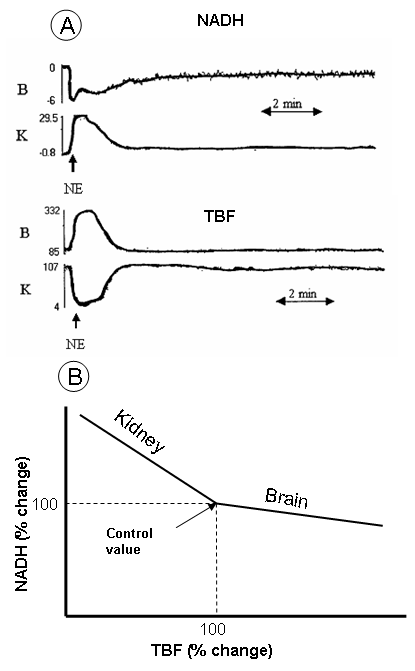 A NADH
0
B
-6
2 min
29.5
K
-0.8
NE
332
TBF
B
85
107
K
2 min
4
NE
B
Kidney
Brain
100
Control
value
NADH (% change)
100
TBF (% change)